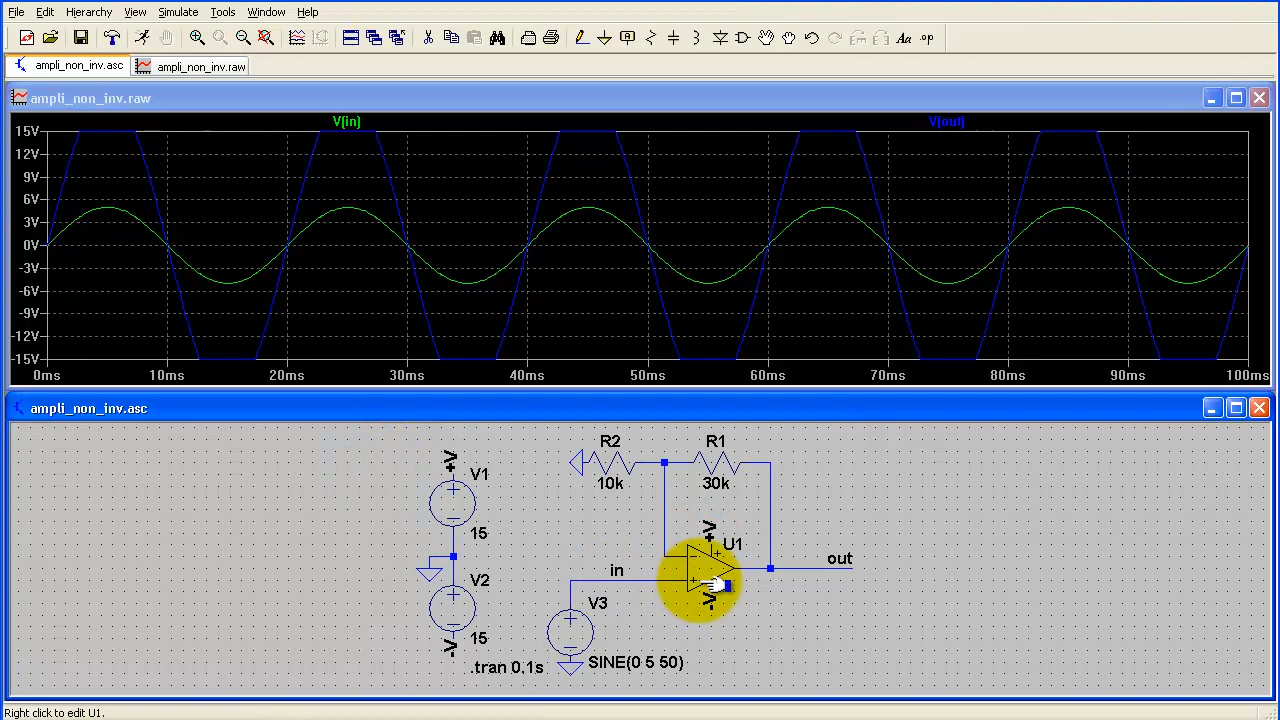 File Edit Hierarchy View Simulate Tools Window Help
Aa .op
ampli_non_inv.asc ampli_non_inv.raw
ampli_non_inv.raw
V(in) V(out)
15V
12V
9V
6V
3V
0V
-3V
-6V
-9V
-12V
-15V
0ms 10ms 20ms 30ms 40ms 50ms 60ms 70ms 80ms 90ms 100ms
ampli_non_inv.asc
R2 R1
10k 30k
+V
V1
15
V2
15
-V
.tran 0,1s
+V
U1
-V
in
out
V3
SINE(0 5 50)
Right click to edit U1.